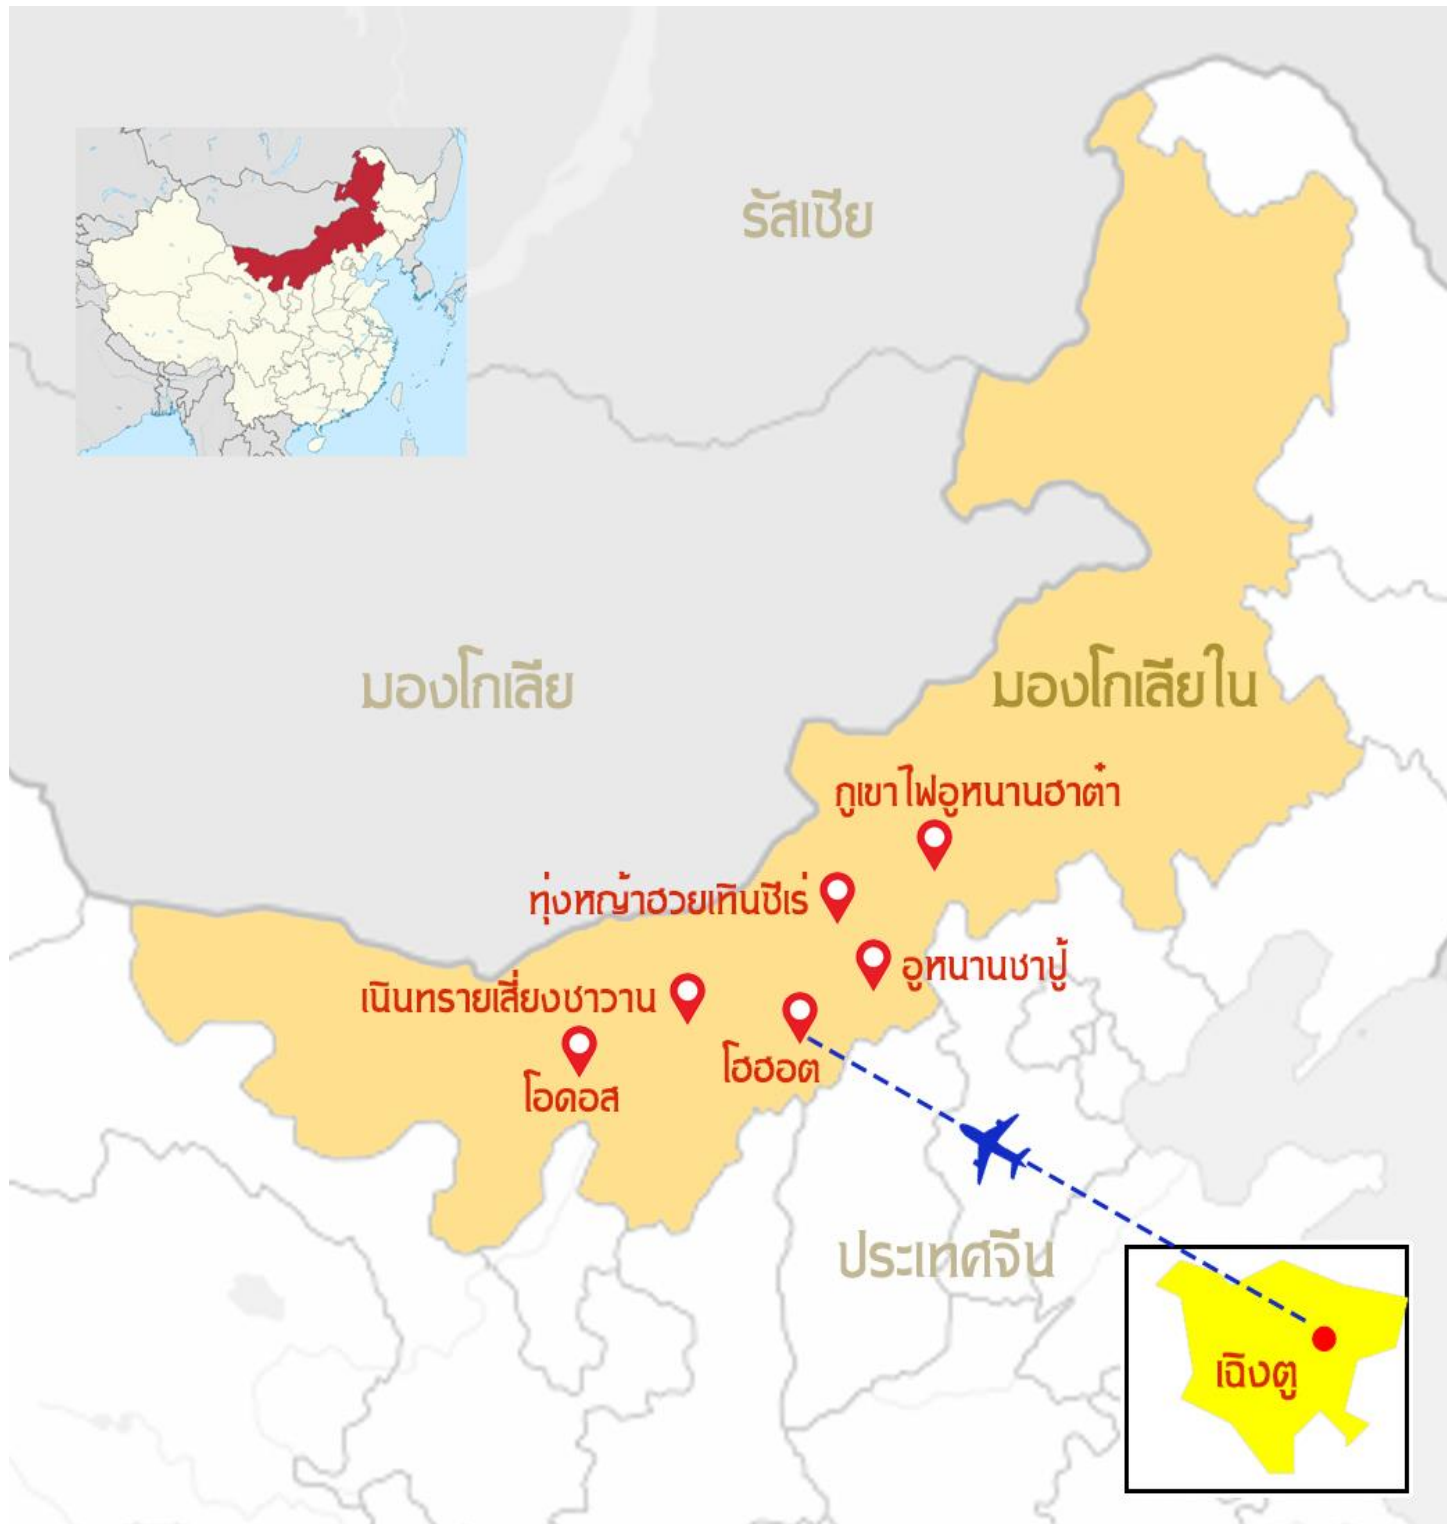 รัสเซีย
มองโกเลีย
มองโกเลียใน
ภูเขาไฟอูหนานฮาต๋า
ทุ่งหญ้าฮวยเทินซีเร่
อูหนานชาปู้
เนินทรายเสี่ยงชาวาน
โฮฮอต
โอดอส
ประเทศจีน
เฉิงตู